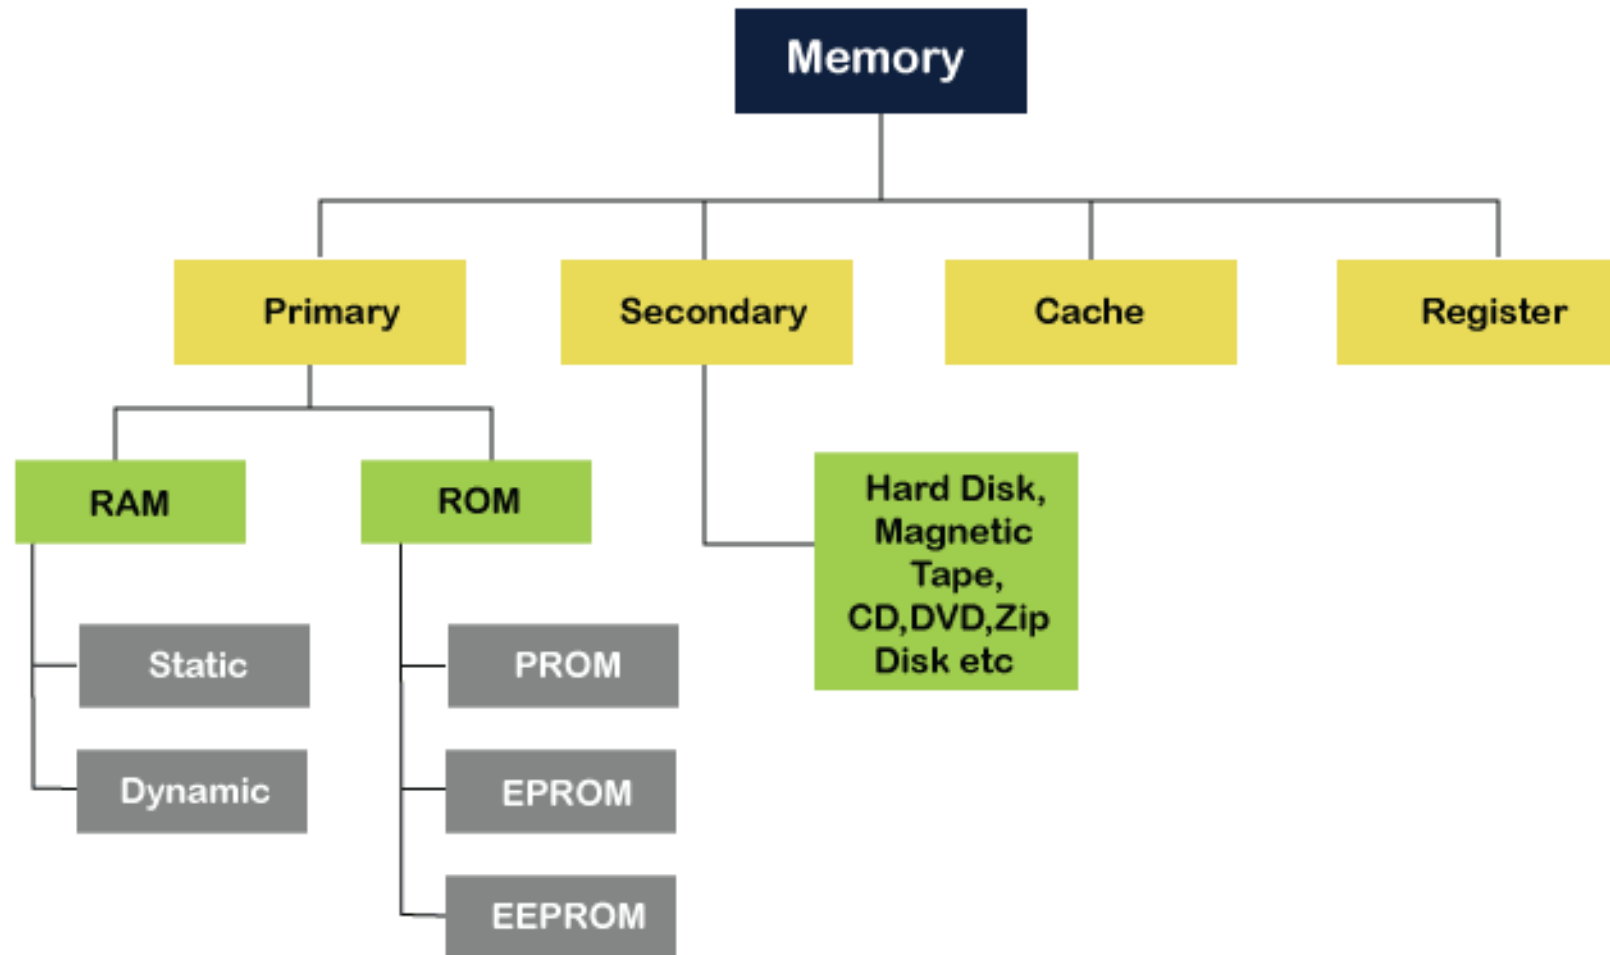 Memory
Primary
Secondary
Cache
Register
RAM
ROM
Hard Disk,
Magnetic
Tape,
CD,DVD,Zip
Disk etc
Static
PROM
Dynamic
EPROM
EEPROM